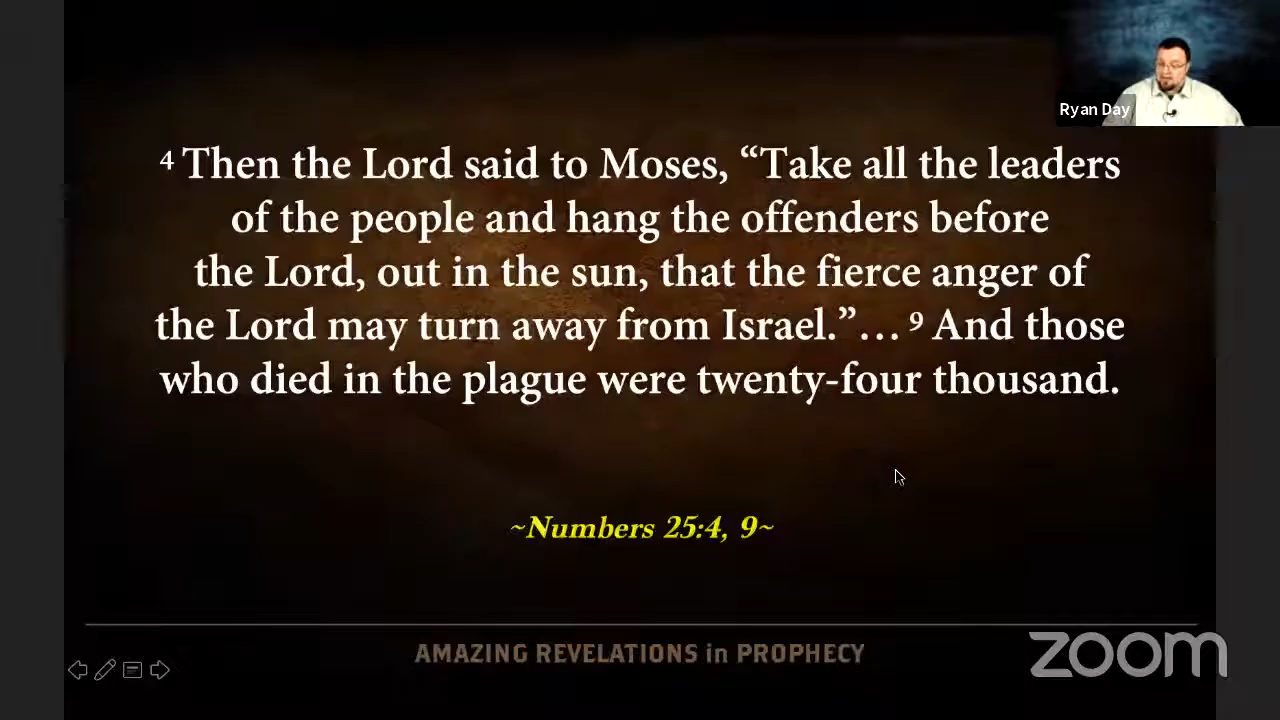 Ryan Day
4 Then the Lord said to Moses, “Take all the leaders
of the people and hang the offenders before
the Lord, out in the sun, that the fierce anger of
the Lord may turn away from Israel.”… 9 And those
who died in the plague were twenty-four thousand.
~Numbers 25:4, 9~
AMAZING REVELATIONS in PROPHECY
zoom